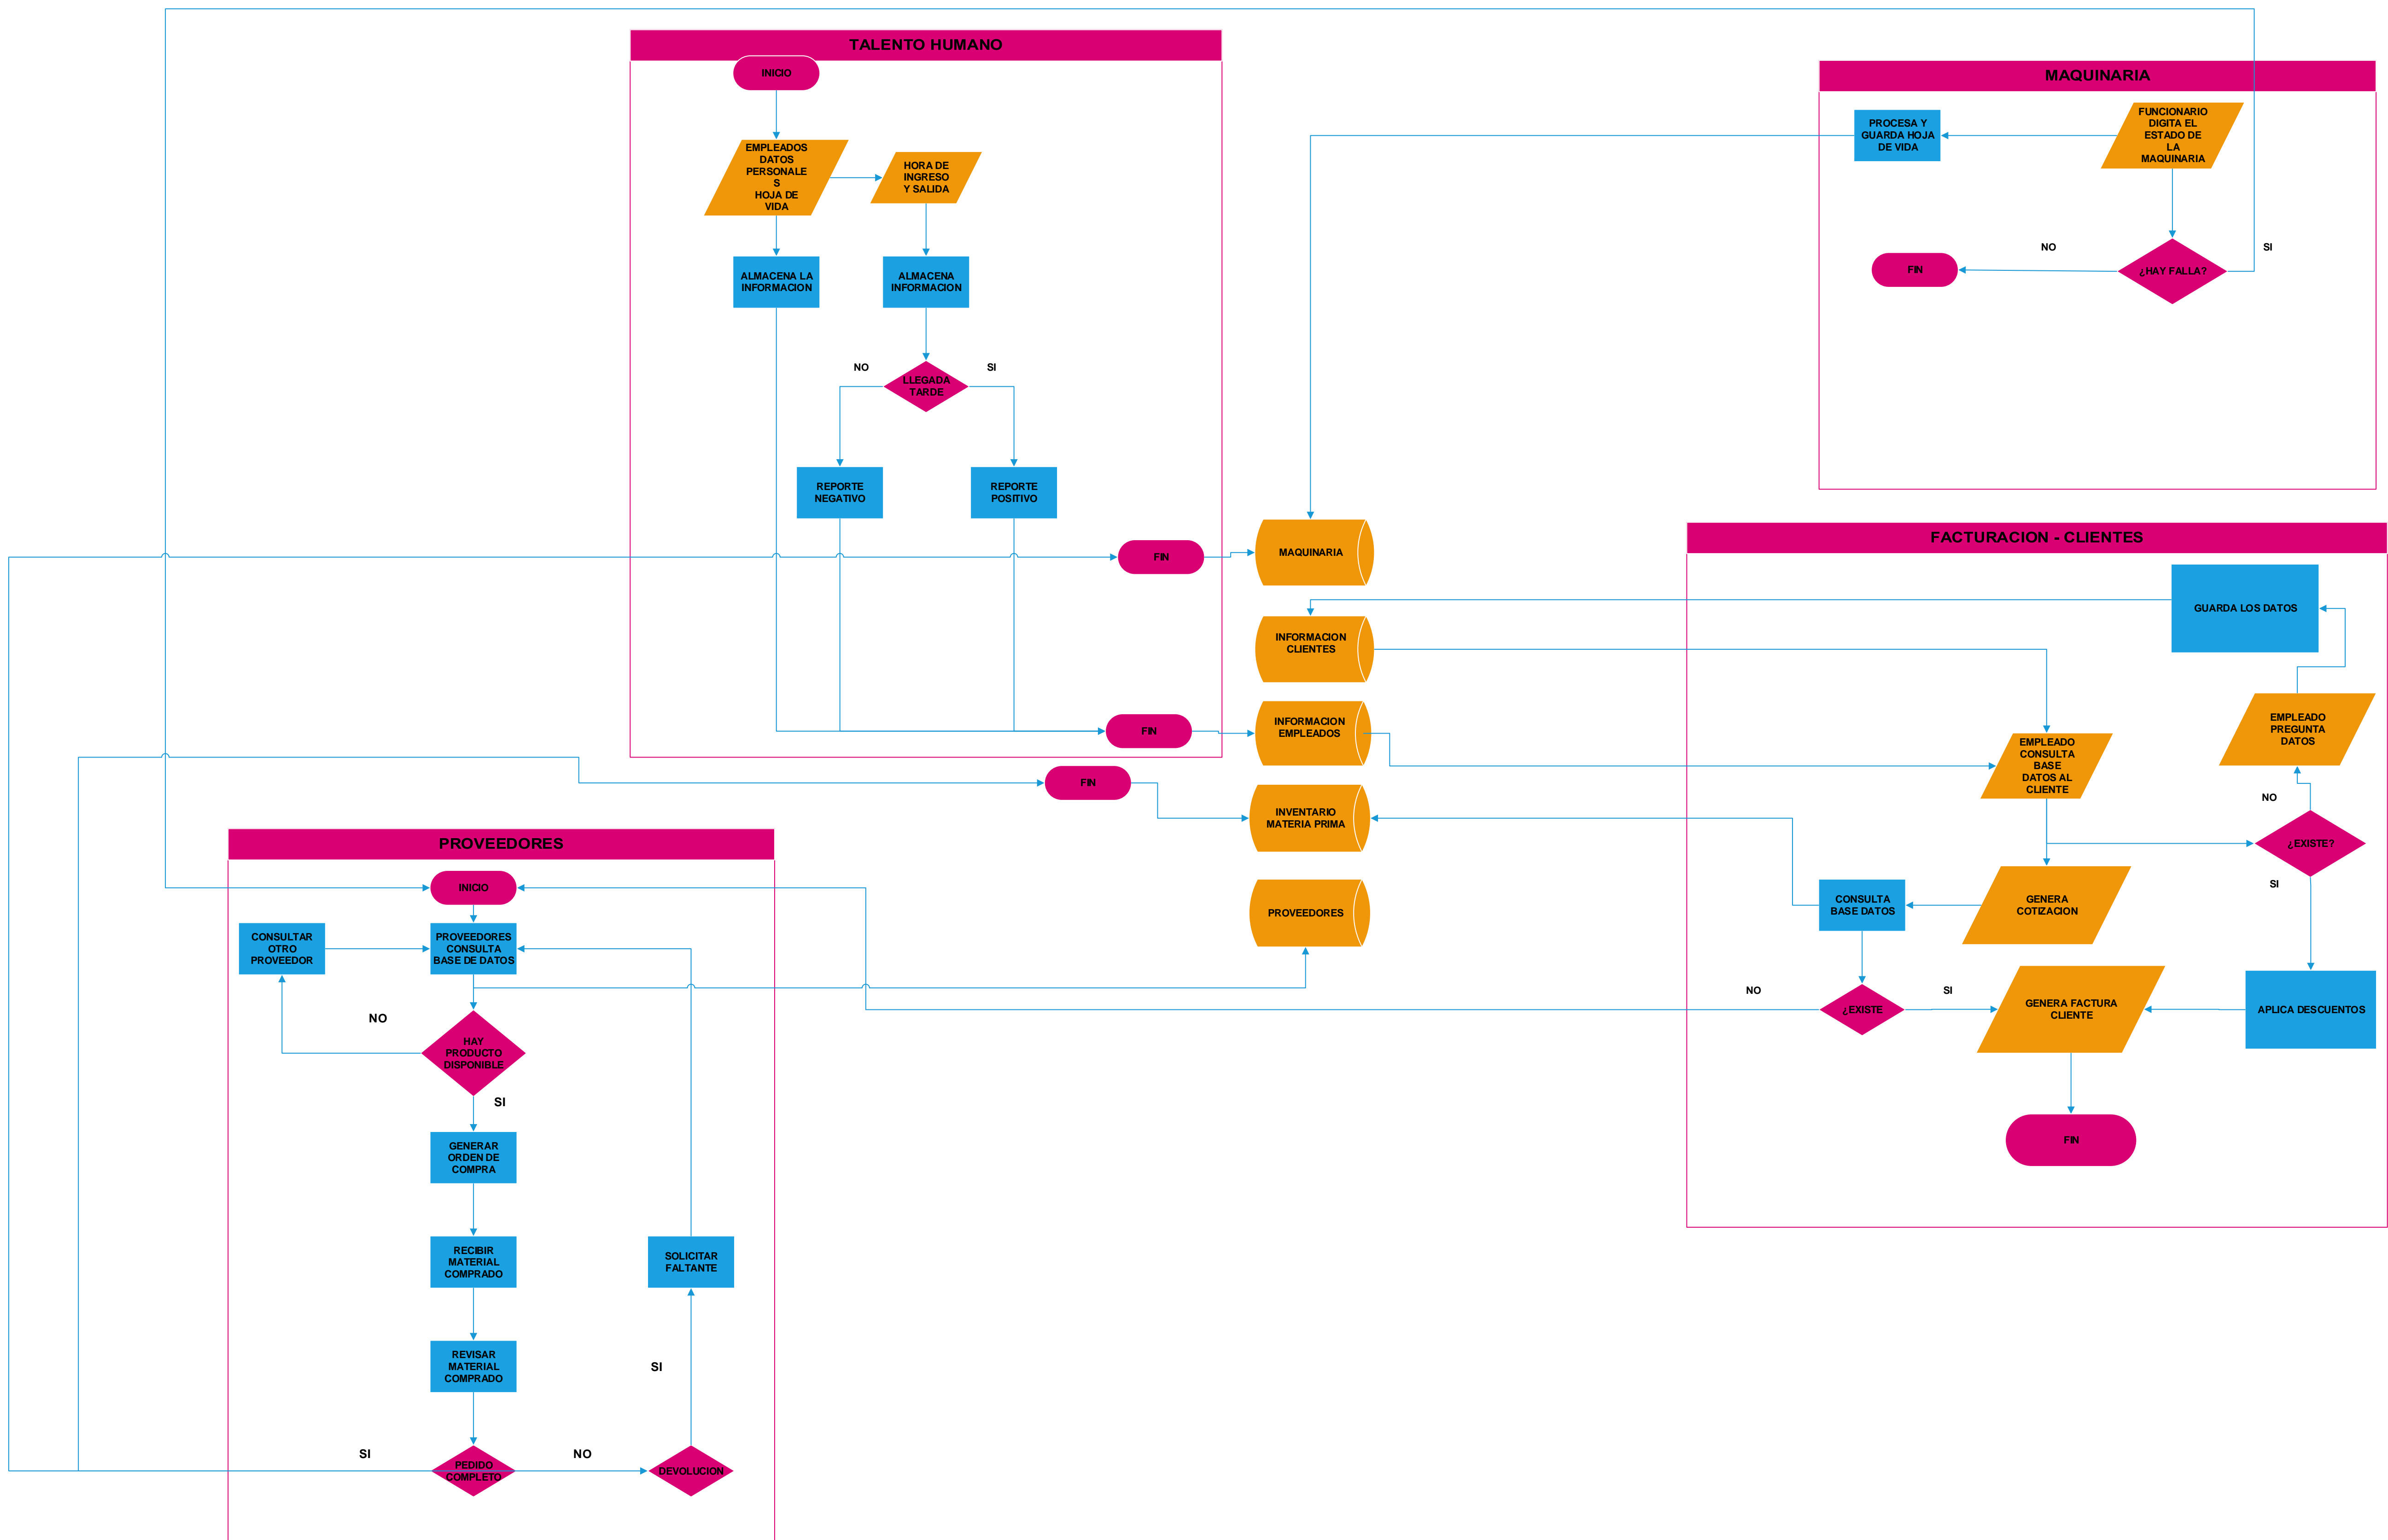 TALENTO HUMANO
INICIO
EMPLEADOS
DATOS
PERSONALE
S
HOJA DE
VIDA
HORA DE
INGRESO
Y SALIDA
ALMACENA LA
INFORMACION
ALMACENA
INFORMACION
NO
SI
LLEGADA
TARDE
REPORTE
NEGATIVO
REPORTE
POSITIVO
FIN
FIN
MAQUINARIA
PROCESA Y
GUARDA HOJA
DE VIDA
FUNCIONARIO
DIGITA EL
ESTADO DE
LA
MAQUINARIA
NO
SI
FIN
¿HAY FALLA?
MAQUINARIA
INFORMACION
CLIENTES
INFORMACION
EMPLEADOS
FIN
INVENTARIO
MATERIA PRIMA
PROVEEDORES
FACTURACION - CLIENTES
GUARDA LOS DATOS
EMPLEADO
PREGUNTA
DATOS
EMPLEADO
CONSULTA
BASE
DATOS AL
CLIENTE
NO
¿EXISTE?
SI
CONSULTA
BASE DATOS
GENERA
COTIZACION
NO
¿EXISTE
SI
GENERA FACTURA
CLIENTE
APLICA DESCUENTOS
FIN
PROVEEDORES
INICIO
CONSULTAR
OTRO
PROVEEDOR
PROVEEDORES
CONSULTA
BASE DE DATOS
NO
HAY
PRODUCTO
DISPONIBLE
SI
GENERAR
ORDEN DE
COMPRA
RECIBIR
MATERIAL
COMPRADO
SOLICITAR
FALTANTE
REVISAR
MATERIAL
COMPRADO
SI
SI
NO
PEDIDO
COMPLETO
DEVOLUCION